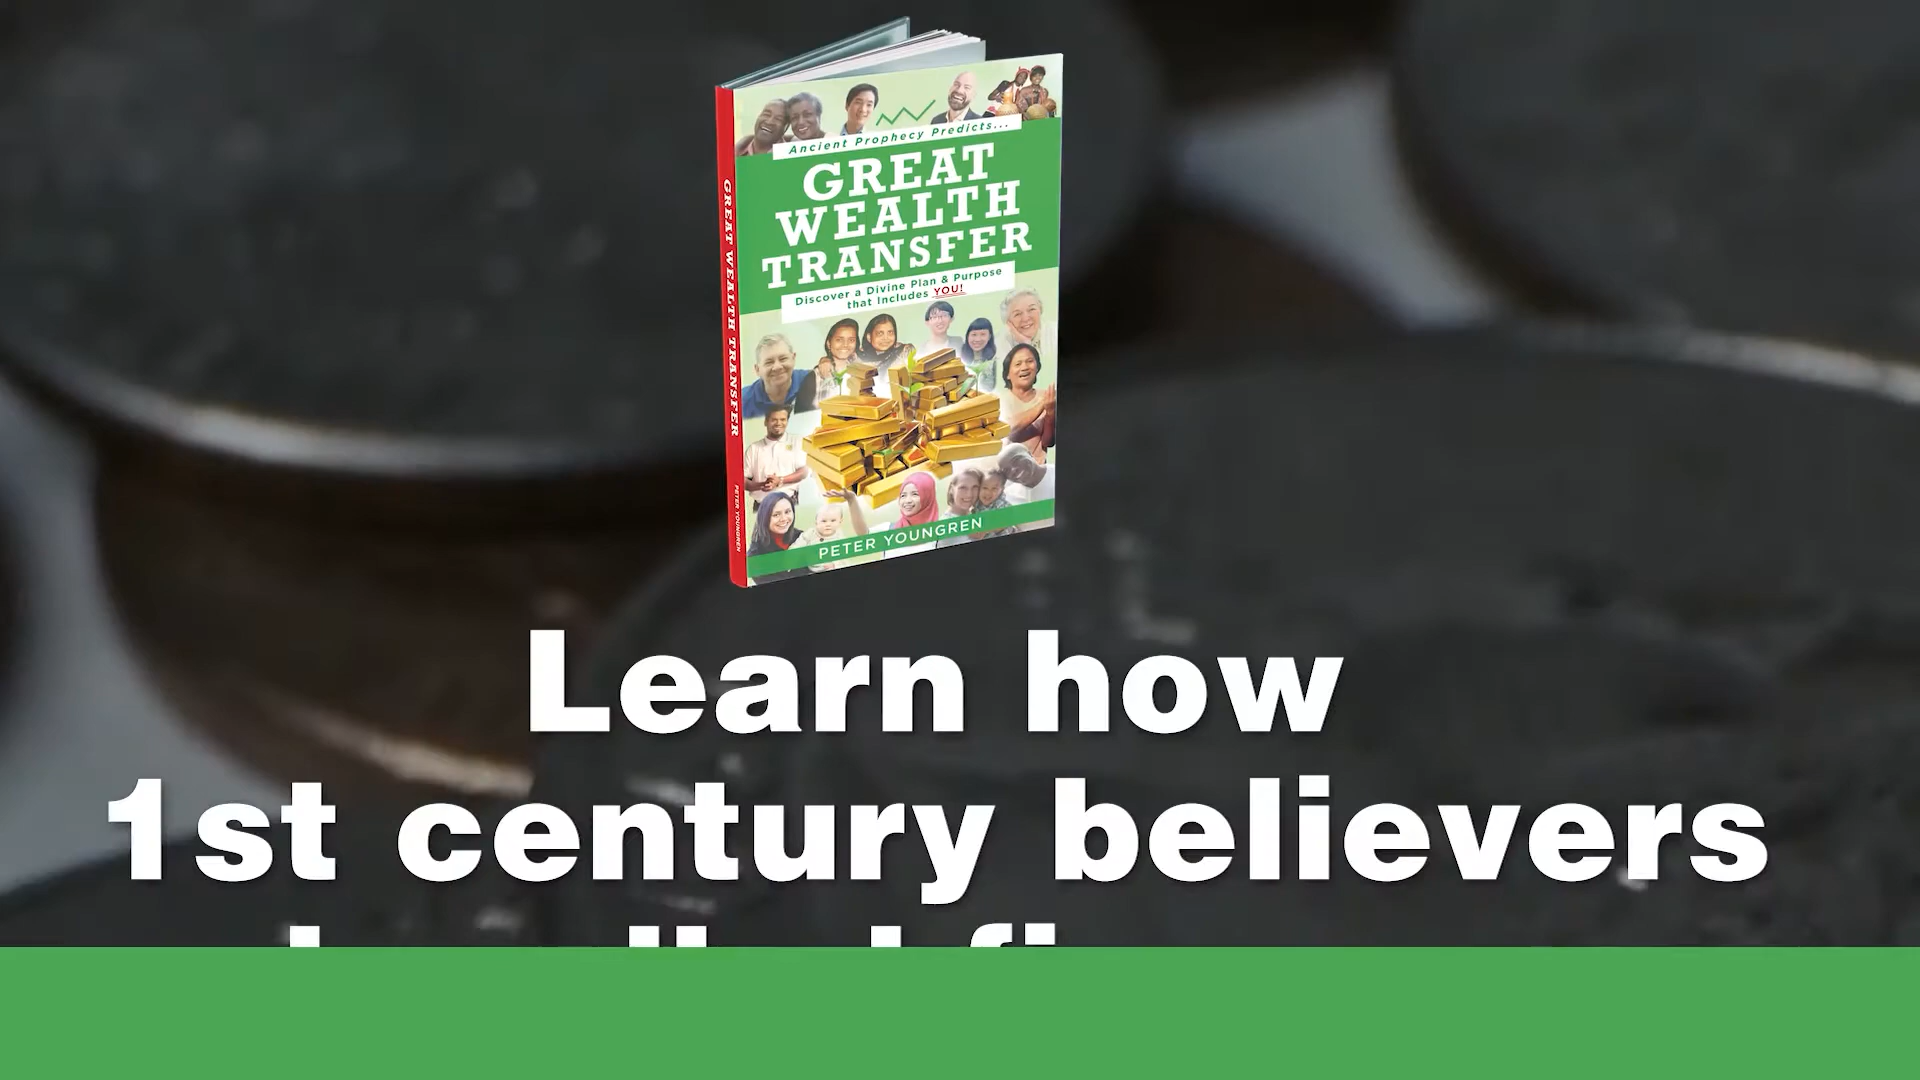 Ancient Prophecy Predicts...
GREAT
WEALTH
TRANSFER
Discover a Divine Plan & Purpose
that Includes YOU!
PETER YOUNGREN
GREAT WEALTH TRANSFER
PETER YOUNGREN
Learn how
1st century believers